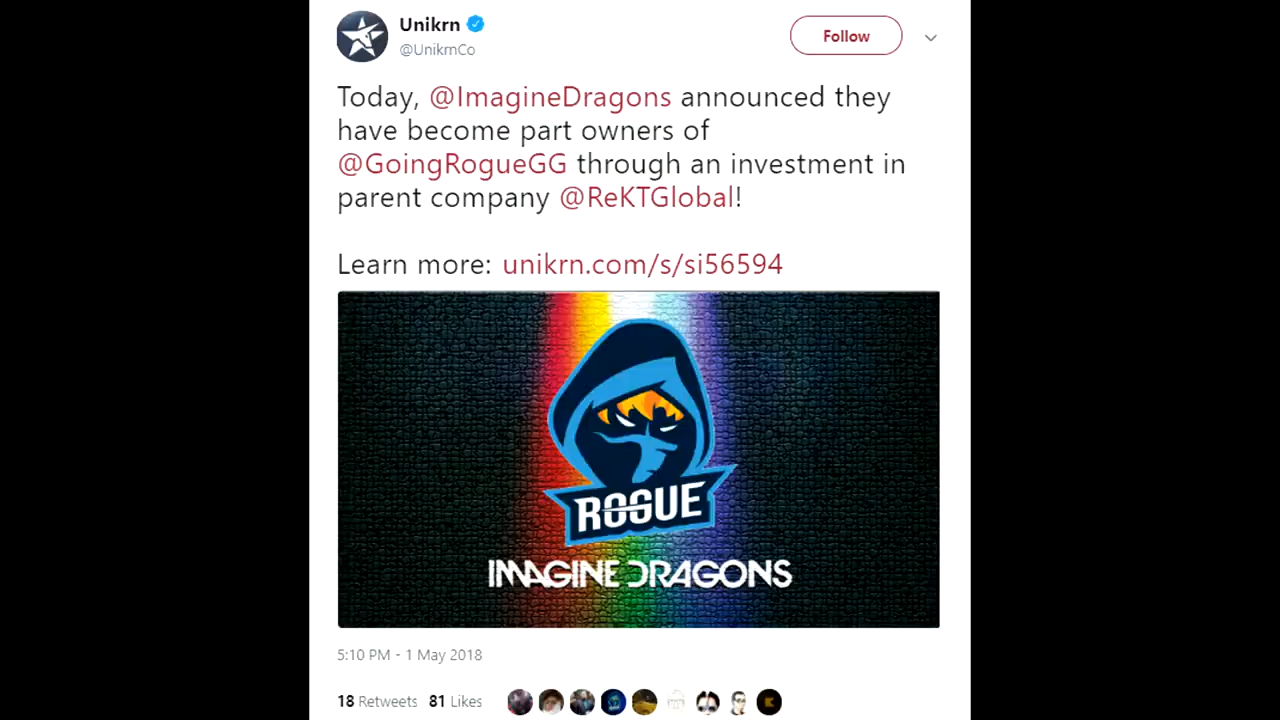 Unikrn
@UnikrnCo
Follow
Today, @ImagineDragons announced they
have become part owners of
@GoingRogueGG through an investment in
parent company @ReKTGlobal!
Learn more: unikrn.com/s/si56594
ROGUE
IMAGINE DRAGONS
5:10 PM - 1 May 2018
18 Retweets 81 Likes